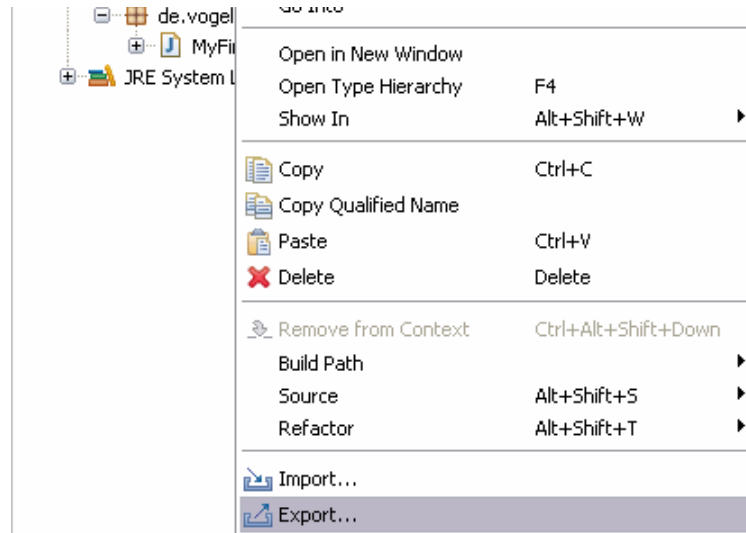 de.vogel
Go Into
MyFi
JRE System L
Open in New Window
Open Type Hierarchy F4
Show In Alt+Shift+W
Copy Ctrl+C
Copy Qualified Name
Paste Ctrl+V
Delete Delete
Remove from Context Ctrl+Alt+Shift+Down
Build Path
Source Alt+Shift+S
Refactor Alt+Shift+T
Import...
Export...